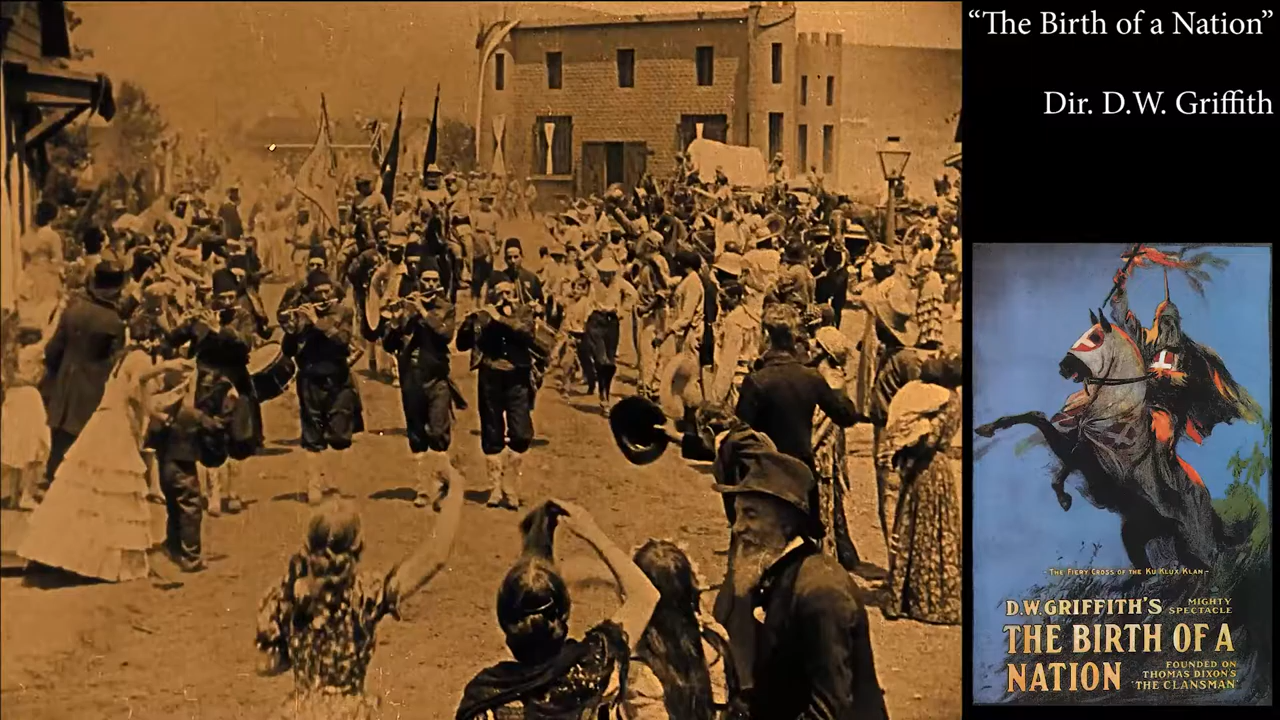 “The Birth of a Nation”
Dir. D.W. Griffith
-The Fiery Cross of the Ku Klux Klan-
D.W. GRIFFITH'S MIGHTY SPECTACLE
THE BIRTH OF A
NATION
FOUNDED ON
THOMAS DIXON'S
"THE CLANSMAN"